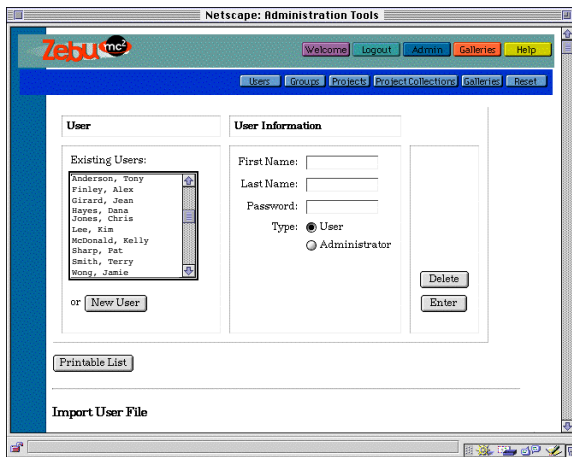 Netscape: Administration Tools
Zebu mc2
Welcome Logout Admin Galleries Help
Users Groups Projects Project Collections Galleries Reset
User
User Information
Existing Users:
Anderson, Tony
Finley, Alex
Girard, Jean
Hayes, Dana
Jones, Chris
Lee, Kim
McDonald, Kelly
Sharp, Pat
Smith, Terry
Wong, Jamie
or New User
First Name:
Last Name:
Password:
Type: User
Administrator
Delete
Enter
Printable List
Import User File